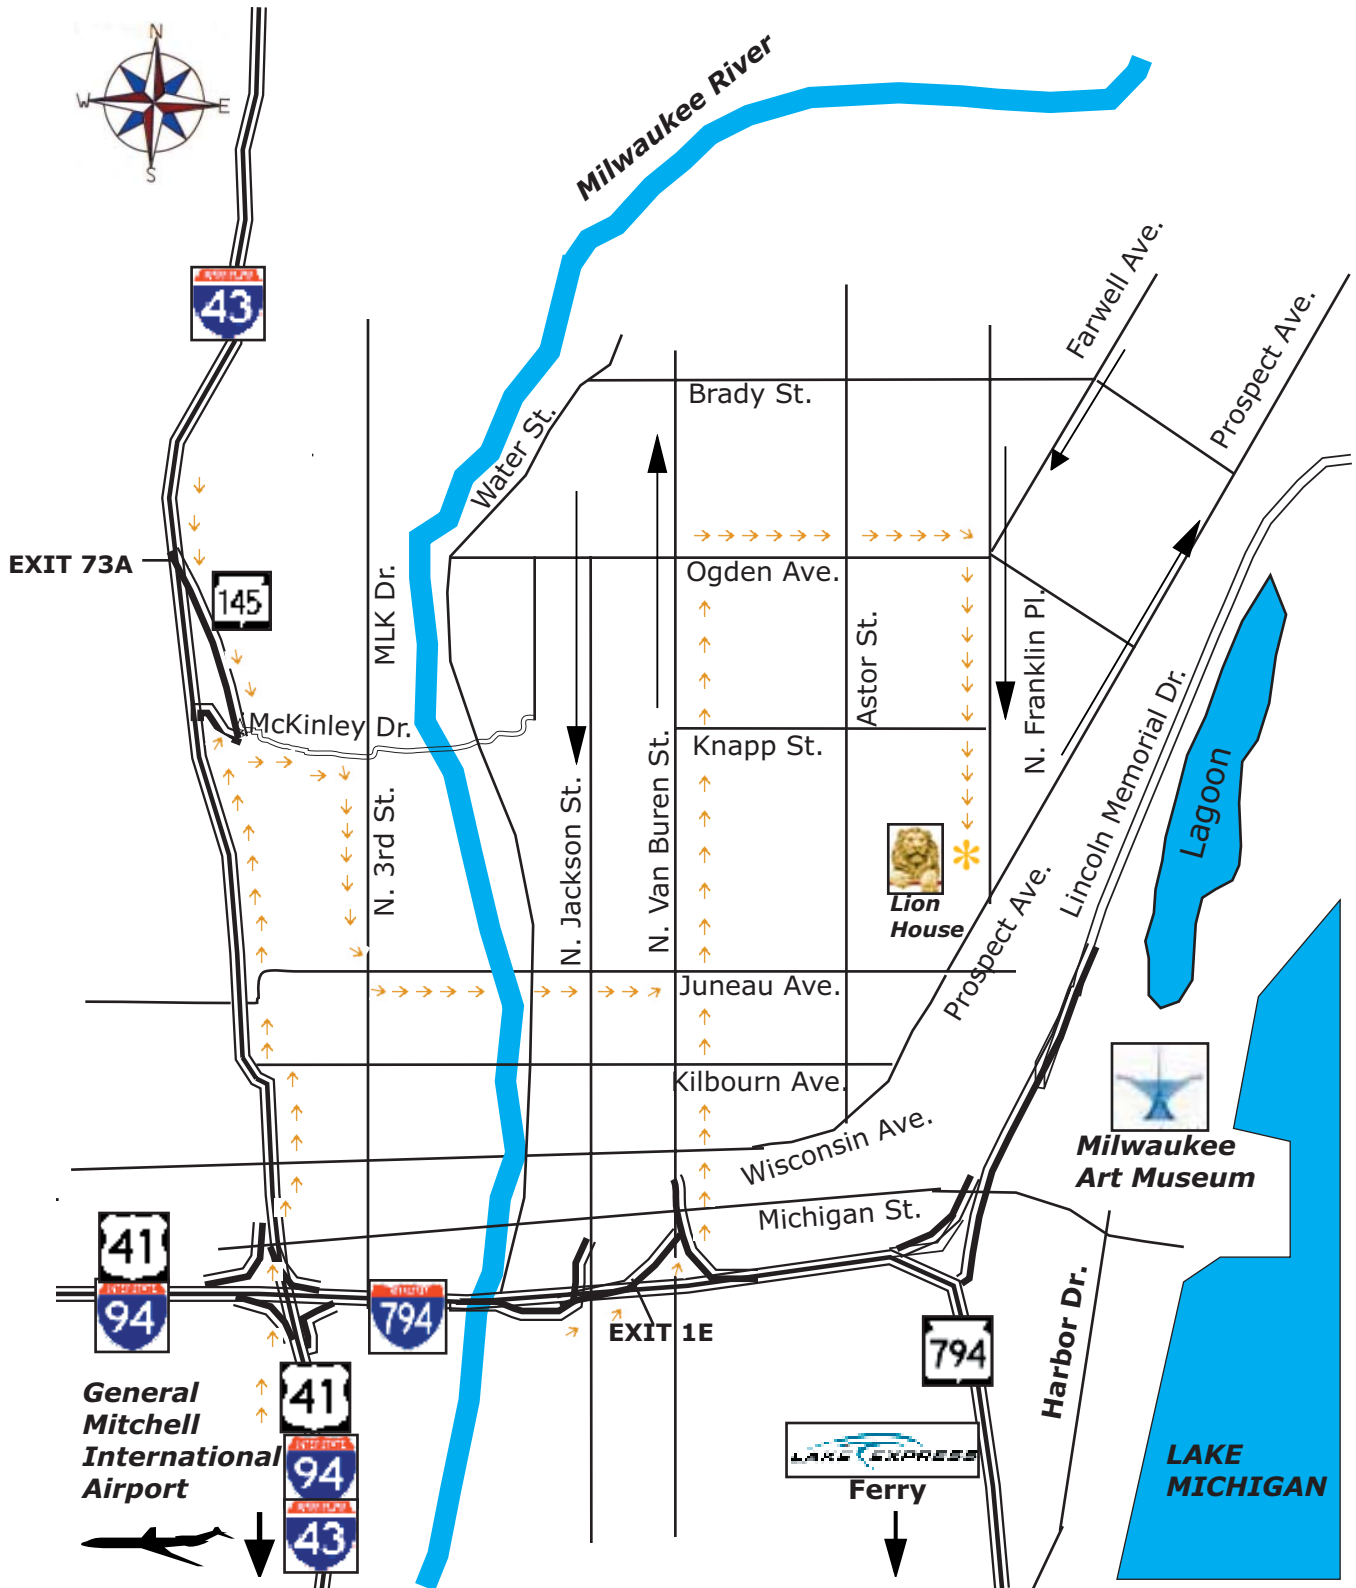 N
W
E
S
Milwaukee River
43
Farwell Ave.
Prospect Ave.
Brady St.
Water St.
EXIT 73A
145
MLK Dr.
Ogden Ave.
Astor St.
N. Franklin Pl.
McKinley Dr.
Knapp St.
Lincoln Memorial Dr.
Lagoon
N. 3rd St.
N. Jackson St.
N. Van Buren St.
Lion
House
Prospect Ave.
Juneau Ave.
Kilbourn Ave.
Wisconsin Ave.
Milwaukee
Art Museum
Michigan St.
41
INTERSTATE
94
794
EXIT 1E
794
Harbor Dr.
General
Mitchell
International
Airport
41
INTERSTATE
94
43
LAKE EXPRESS
Ferry
LAKE
MICHIGAN